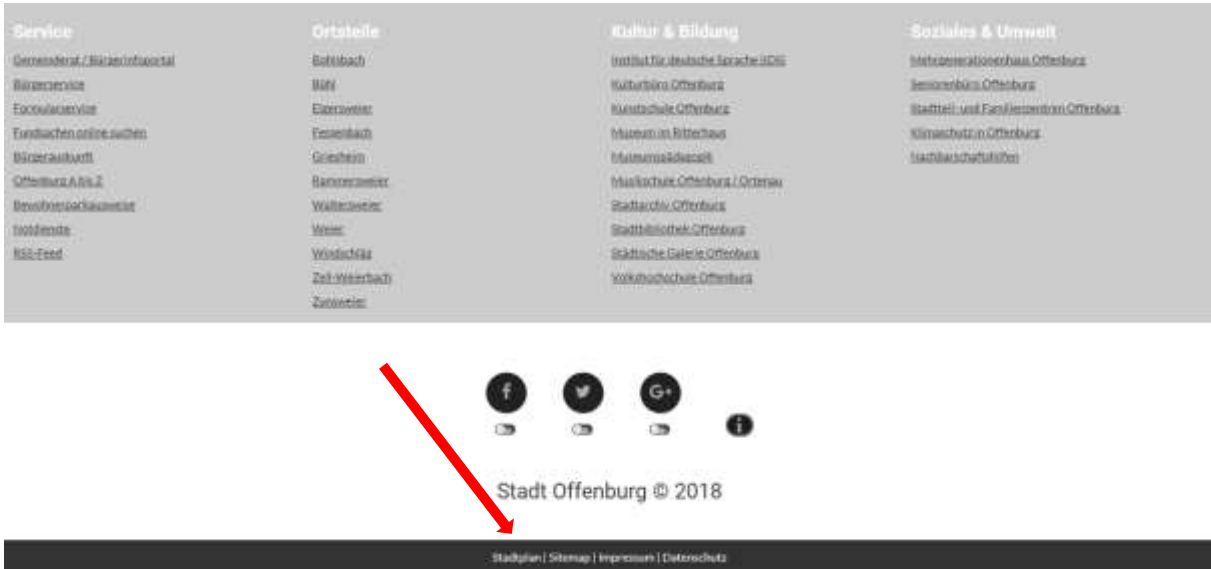 Service
Gemeinderat / Bürgerinfoportal
Bürgerservice
Formularservice
Fundsachen online suchen
Bürgerauskunft
Offenburg A bis Z
Bewohnerparkausweise
Notdienste
RSS-Feed
Ortsteile
Bohlsbach
Bühl
Elgersweier
Fessenbach
Griesheim
Rammersweier
Waltersweier
Weier
Windschläg
Zell-Weierbach
Zunsweier
Kultur & Bildung
Institut für deutsche Sprache (IDS)
Kulturbüro Offenburg
Kunstschule Offenburg
Museum im Ritterhaus
Museumspädagogik
Musikschule Offenburg / Ortenau
Stadtarchiv Offenburg
Stadtbibliothek Offenburg
Städtische Galerie Offenburg
Volkshochschule Offenburg
Soziales & Umwelt
Mehrgenerationenhaus Offenburg
Seniorenbüro Offenburg
Stadtteil- und Familienzentren Offenburg
Klimaschutz in Offenburg
Nachbarschaftshilfen
f
G+
i
Stadt Offenburg © 2018
Stadtplan | Sitemap | Impressum | Datenschutz